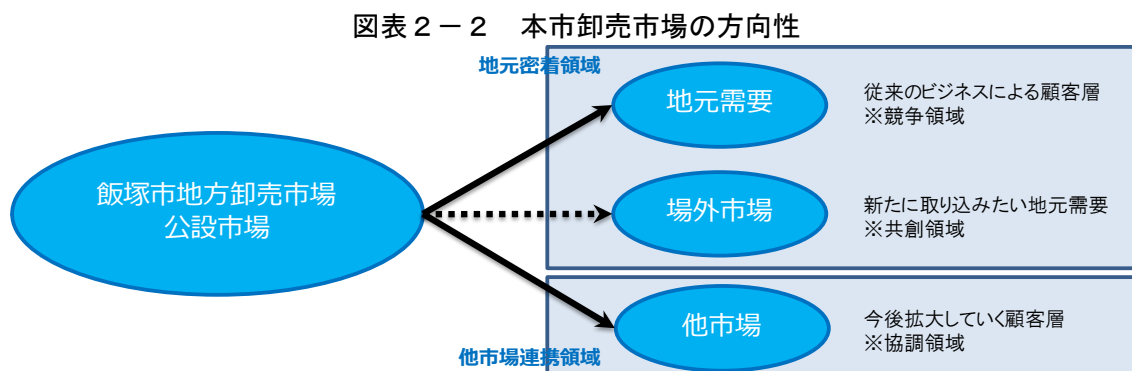 図表２－２　本市卸売市場の方向性
地元密着領域
地元需要
従来のビジネスによる顧客層
※競争領域
飯塚市地方卸売市場
公設市場
場外市場
新たに取り込みたい地元需要
※共創領域
他市場
今後拡大していく顧客層
※協調領域
他市場連携領域